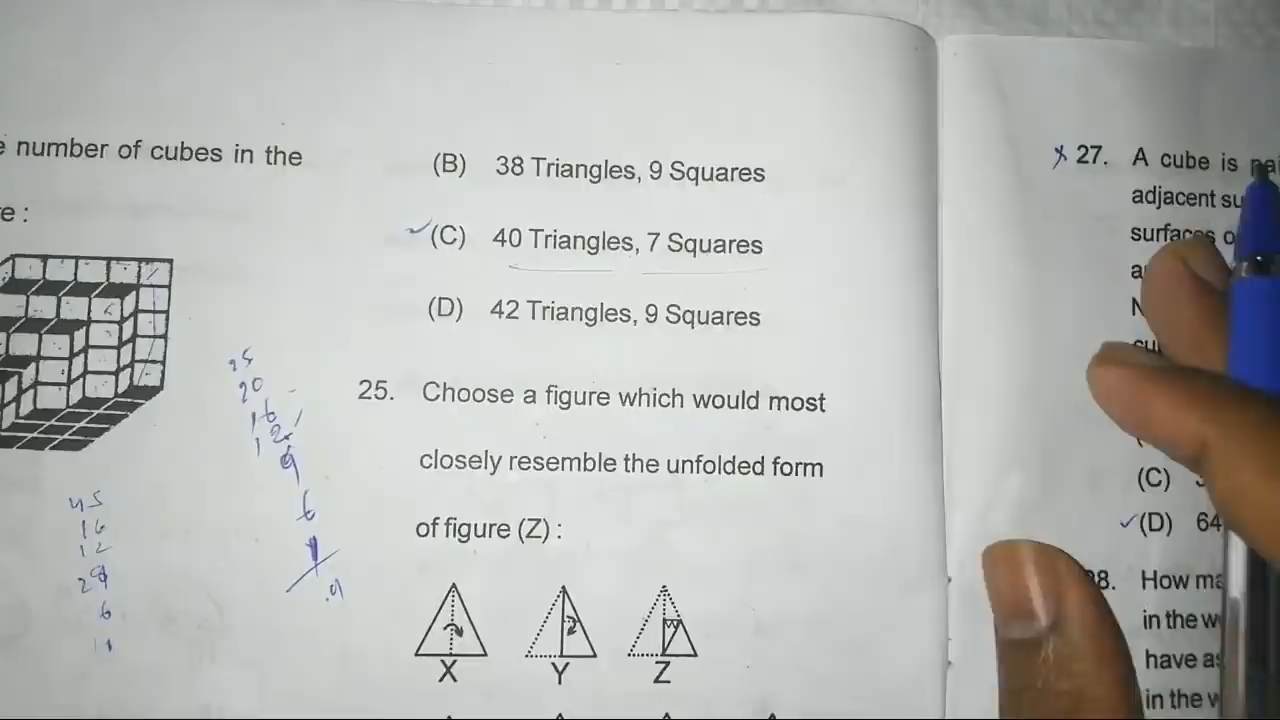 number of cubes in the
e :
(B) 38 Triangles, 9 Squares
(C) 40 Triangles, 7 Squares
(D) 42 Triangles, 9 Squares
25
20
16
12
9
6
45
16
12
6
25. Choose a figure which would most
closely resemble the unfolded form
of figure (Z) :
X Y Z
27. A cube is
adjacent
surfaces
(C)
(D) 64
How
in the
have
in the